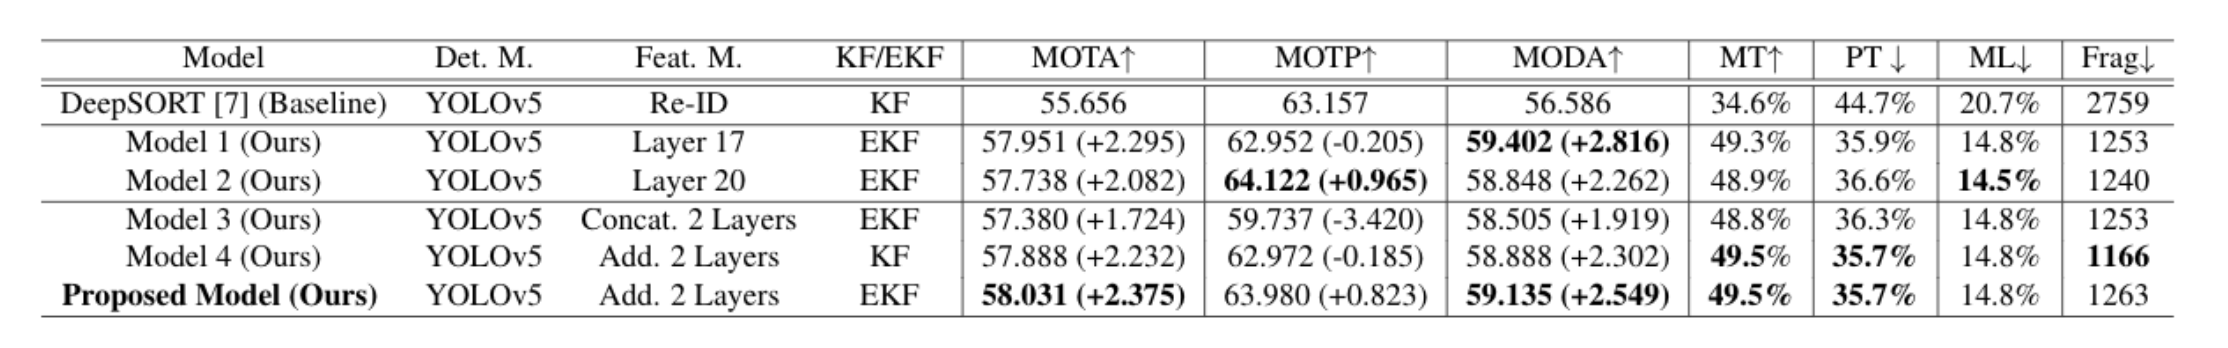 Model Det. M. Feat. M. KF/EKF MOTA↑ MOTP↑ MODA↑ MT↑ PT ↓ ML↓ Frag↓
DeepSORT [7] (Baseline) YOLOv5 Re-ID KF 55.656 63.157 56.586 34.6% 44.7% 20.7% 2759
Model 1 (Ours) YOLOv5 Layer 17 EKF 57.951 (+2.295) 62.952 (-0.205) 59.402 (+2.816) 49.3% 35.9% 14.8% 1253
Model 2 (Ours) YOLOv5 Layer 20 EKF 57.738 (+2.082) 64.122 (+0.965) 58.848 (+2.262) 48.9% 36.6% 14.5% 1240
Model 3 (Ours) YOLOv5 Concat. 2 Layers EKF 57.380 (+1.724) 59.737 (-3.420) 58.505 (+1.919) 48.8% 36.3% 14.8% 1253
Model 4 (Ours) YOLOv5 Add. 2 Layers KF 57.888 (+2.232) 62.972 (-0.185) 58.888 (+2.302) 49.5% 35.7% 14.8% 1166
Proposed Model (Ours) YOLOv5 Add. 2 Layers EKF 58.031 (+2.375) 63.980 (+0.823) 59.135 (+2.549) 49.5% 35.7% 14.8% 1263